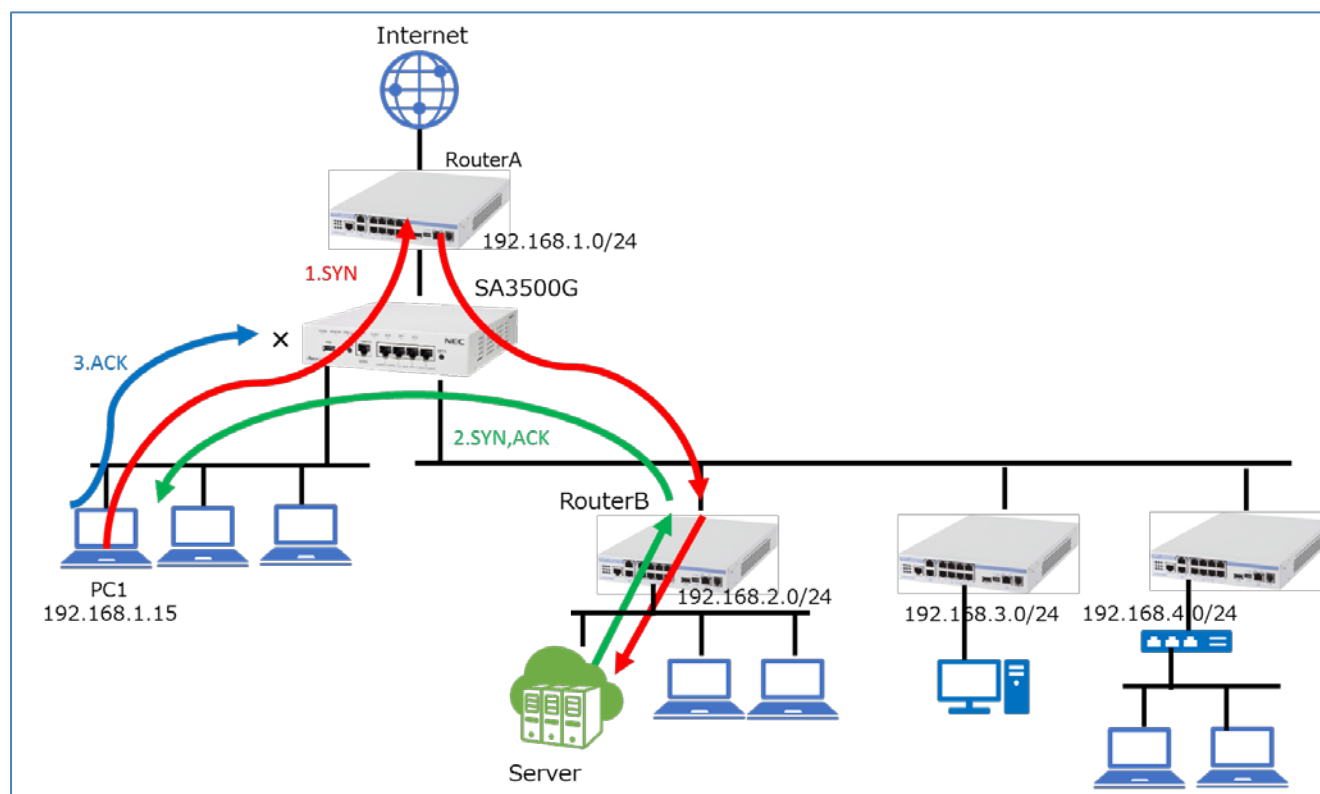 Internet
RouterA
192.168.1.0/24
1.SYN
SA3500G
NEC
3.ACK
×
2.SYN,ACK
RouterB
PC1
192.168.1.15
192.168.2.0/24
192.168.3.0/24
192.168.4.0/24
Server